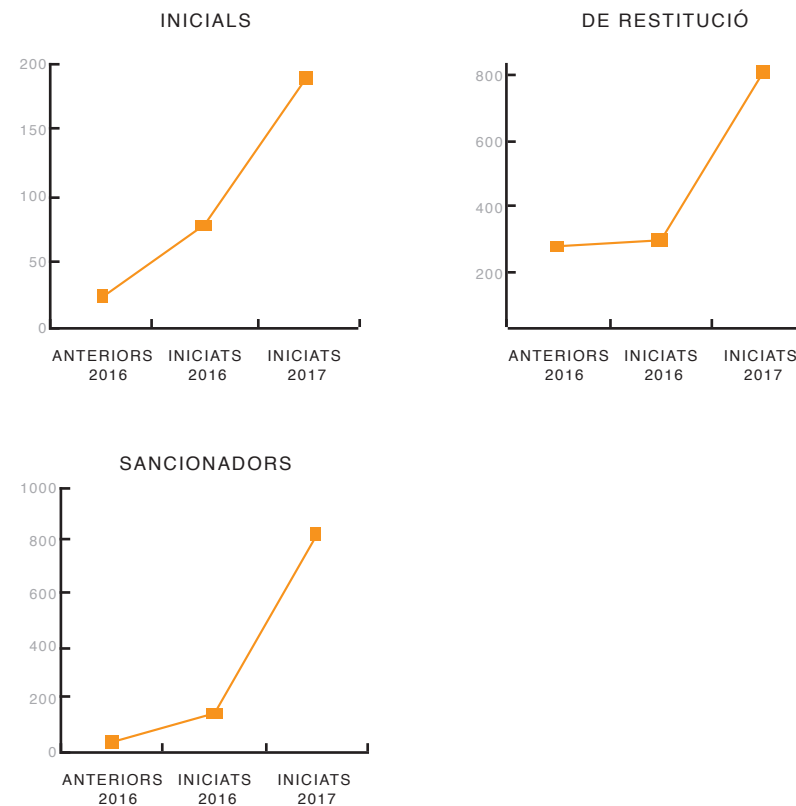 INICIALS
200
150
100
50
0
ANTERIORS 2016
INICIATS 2016
INICIATS 2017
DE RESTITUCIÓ
800
600
400
200
ANTERIORS 2016
INICIATS 2016
INICIATS 2017
SANCIONADORS
1000
800
600
400
200
0
ANTERIORS 2016
INICIATS 2016
INICIATS 2017